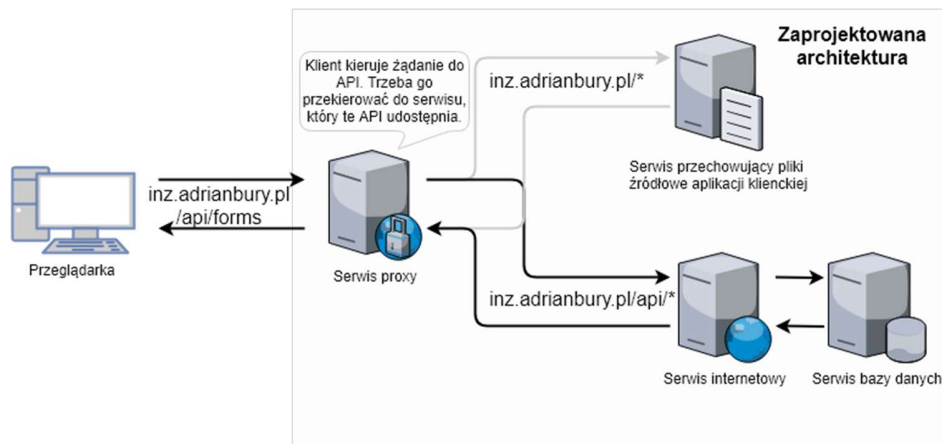 Zaprojektowana
architektura
Klient kieruje żądanie do
API. Trzeba go
przekierować do serwisu,
który te API udostępnia.
inz.adrianbury.pl/*
Serwis przechowujący pliki
źródłowe aplikacji klienckiej
inz.adrianbury.pl
/api/forms
Przeglądarka
Serwis proxy
inz.adrianbury.pl/api/*
Serwis internetowy
Serwis bazy danych